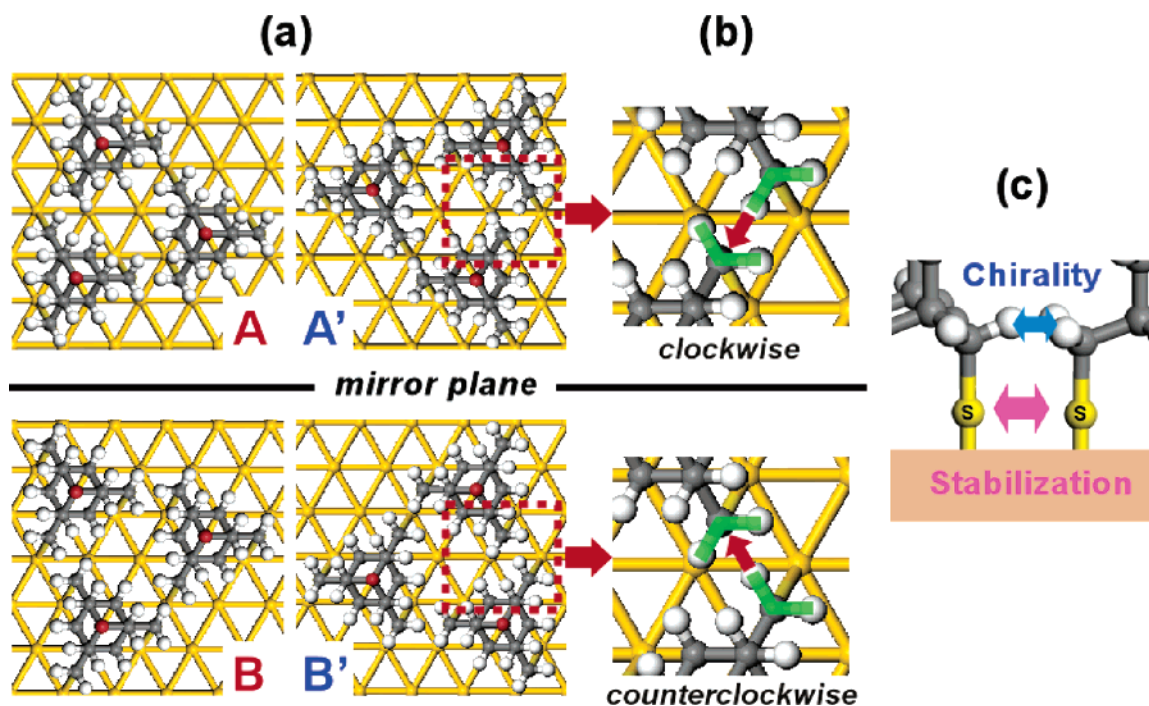 (a)
(b)
A
A'
clockwise
(c)
Chirality
S
S
Stabilization
mirror plane
B
B'
counterclockwise